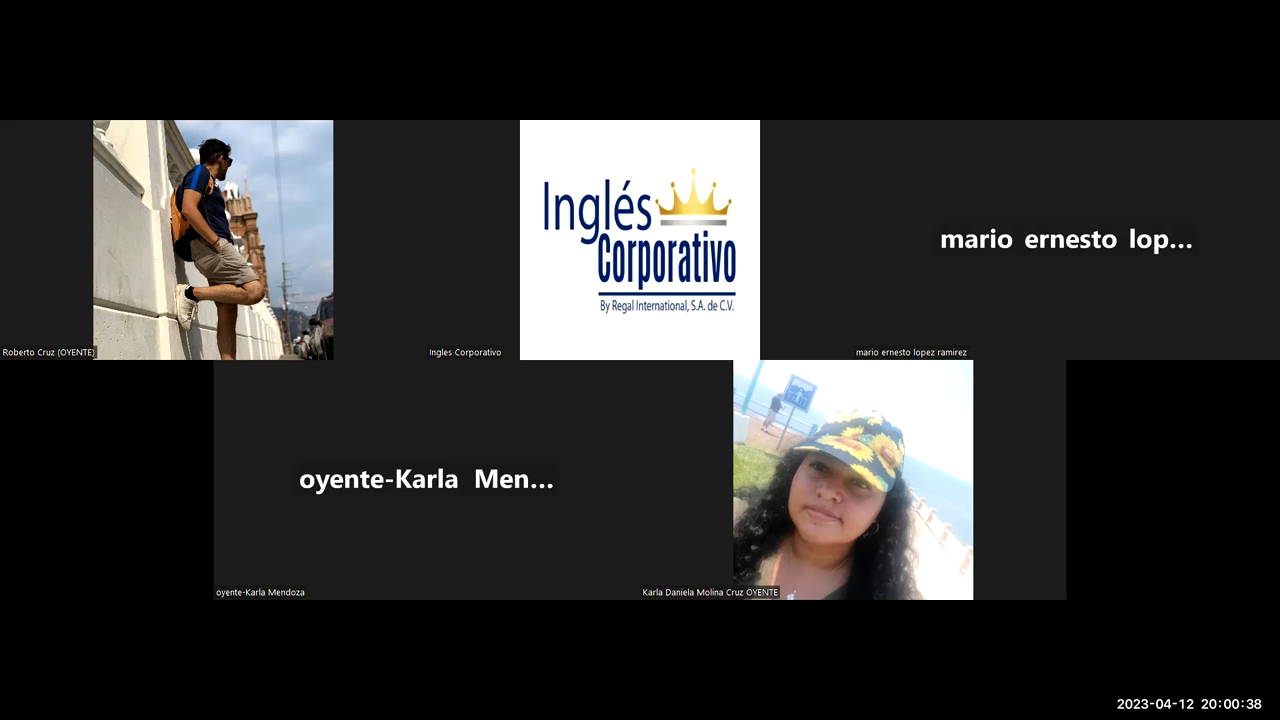 Roberto Cruz (OYENTE)
Inglés
Corporativo
By Regal International, S.A. de C.V.
Ingles Corporativo
mario ernesto lop...
mario ernesto lopez ramirez
oyente-Karla Men...
oyente-Karla Mendoza
Karla Daniela Molina Cruz OYENTE
2023-04-12 20:00:38